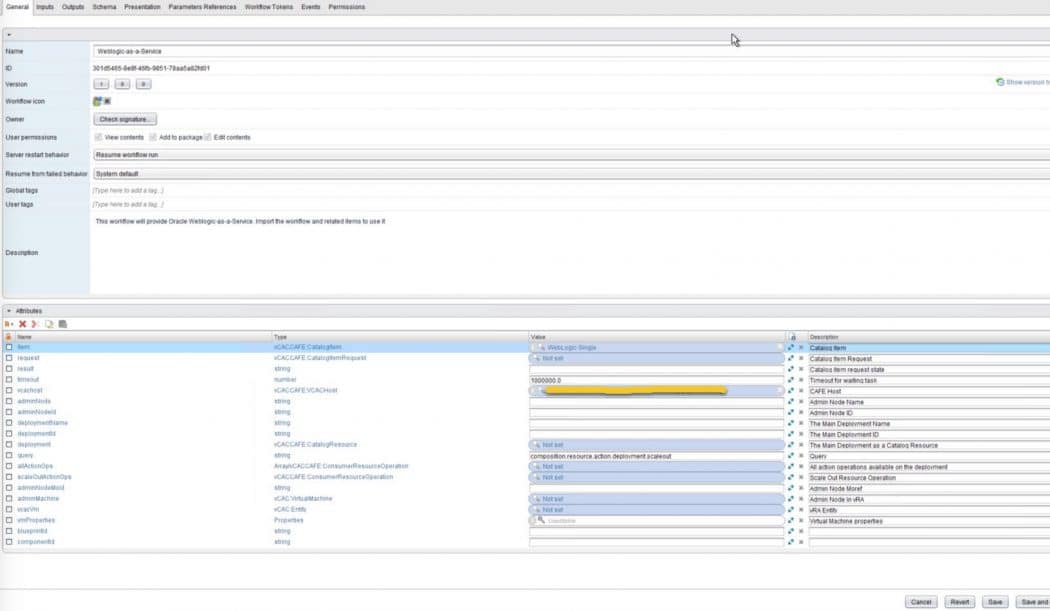 General Inputs Outputs Schema Presentation Parameters References Workflow Tokens Events Permissions
Name Weblogic-as-a-Service
ID
Version 1 0 0 Show version
Workflow icon
Owner Check signature...
User permissions View contents Add to package Edit contents
Server restart behavior Resume workflow run
Resume from failed behavior System default
Global tags [Type here to add a tag...]
User tags [Type here to add a tag...]
This workflow will provide Oracle Weblogic-as-a-Service. Import the workflow and related items to use it
Description
Attributes
Name Type Value Description
item vCACCAFE:CatalogItem WebLogic-Single Catalog Item
request vCACCAFE:CatalogItemRequest Not set Catalog Item Request
result string Catalog item request state
timeout number 1000000.0 Timeout for waiting task
vcachost vCACCAFE:VCACHost CAFE Host
adminNode string Admin Node Name
adminNodeId string Admin Node ID
deploymentName string The Main Deployment Name
deploymentId string The Main Deployment ID
deployment vCACCAFE:CatalogResource Not set The Main Deployment as a Catalog Resource
query string composition.resource.action.deployment.scaleout Query
allActionOps Array/vCACCAFE:ConsumerResourceOperation Not set All action operations available on the deployment
scaleOutActionOps vCACCAFE:ConsumerResourceOperation Not set Scale Out Resource Operation
string Admin Node Moref
adminMachine vCAC:VirtualMachine Not set Admin Node in vRA
vcacVm vCAC:Entity Not set vRA Entity
vmProperties Properties Virtual Machine properties
blueprintId string
componentId string
Cancel Revert Save Save and